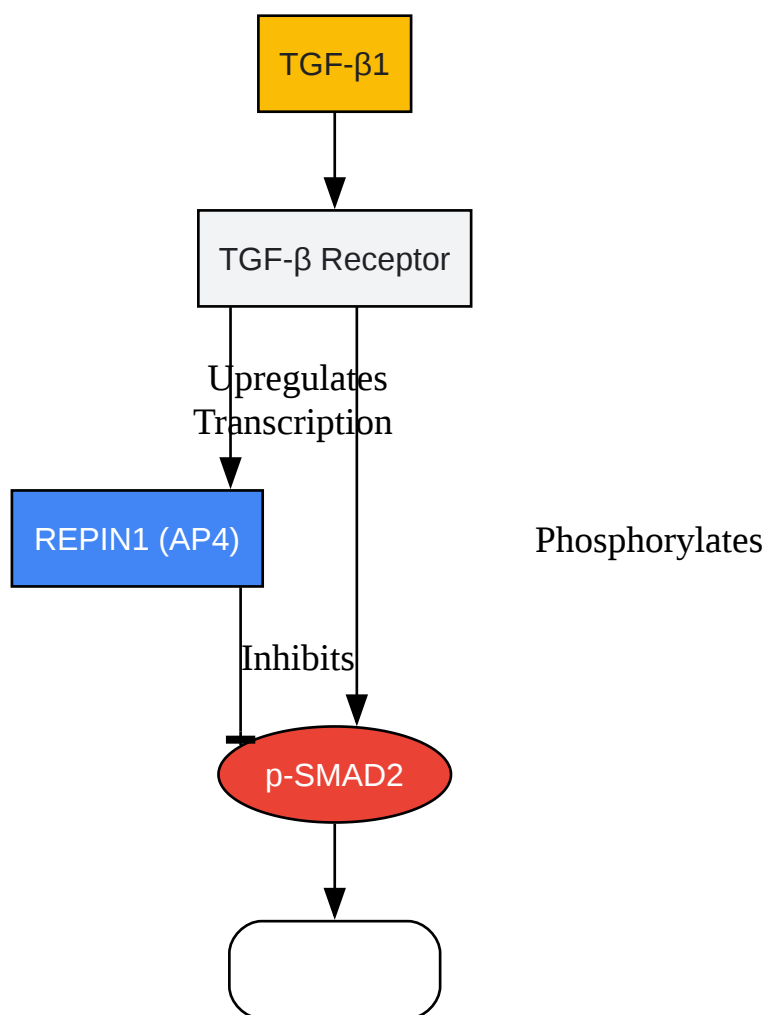 TGF-β1
TGF-β Receptor
Upregulates
Transcription
REPIN1 (AP4)
Phosphorylates
Inhibits
p-SMAD2